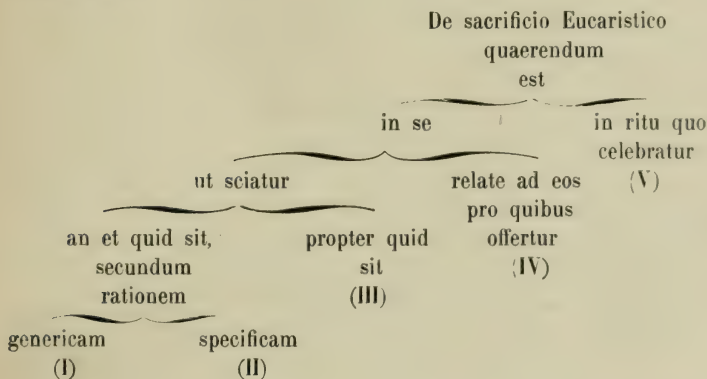 De sacrificio Eucaristico
quaerendum
est
in se
in ritu quo
celebratur
(V)
ut sciatur
relate ad eos
pro quibus
offertur
(IV)
an et quid sit,
secundum
rationem
propter quid
sit
(III)
genericam
(I)
specificam
(II)